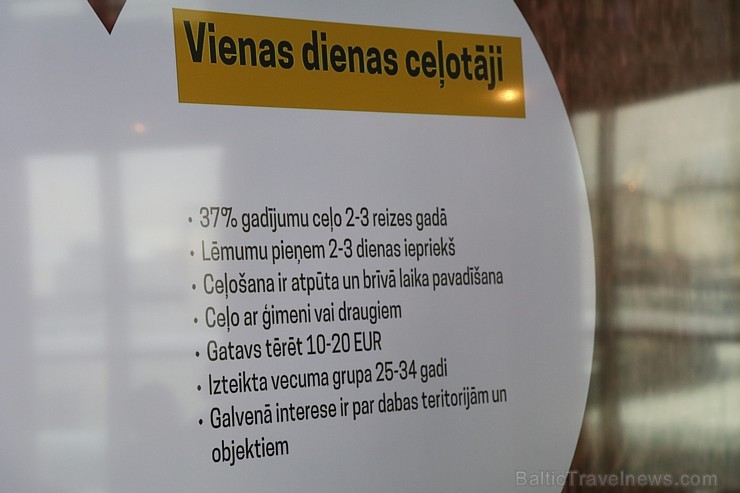 Vienas dienas ceļotāji
• 37% gadījumu ceļo 2-3 reizes gadā
• Lēmumu pieņem 2-3 dienas iepriekš
• Ceļošana ir atpūta un brīvā laika pavadīšana
• Ceļo ar ģimeni vai draugiem
• Gatavs tērēt 10-20 EUR
• Izteikta vecuma grupa 25-34 gadi
• Galvenā interese ir par dabas teritorijām un
objektiem
BalticTravelnews.com